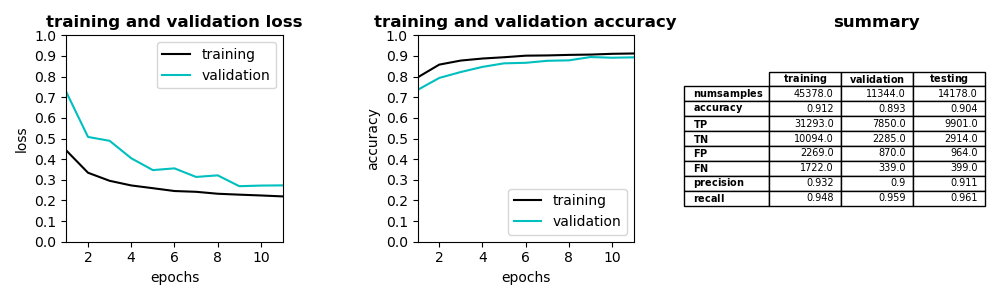 training and validation loss
1.0
0.9
0.8
0.7
0.6
0.5
0.4
0.3
0.2
0.1
0.0
loss
training
validation
2 4 6 8 10
epochs
training and validation accuracy
1.0
0.9
0.8
0.7
0.6
0.5
0.4
0.3
0.2
0.1
0.0
accuracy
training
validation
2 4 6 8 10
epochs
summary
training validation testing
numsamples 45378.0 11344.0 14178.0
accuracy 0.912 0.893 0.904
TP 31293.0 7850.0 9901.0
TN 10094.0 2285.0 2914.0
FP 2269.0 870.0 964.0
FN 1722.0 339.0 399.0
precision 0.932 0.9 0.911
recall 0.948 0.959 0.961